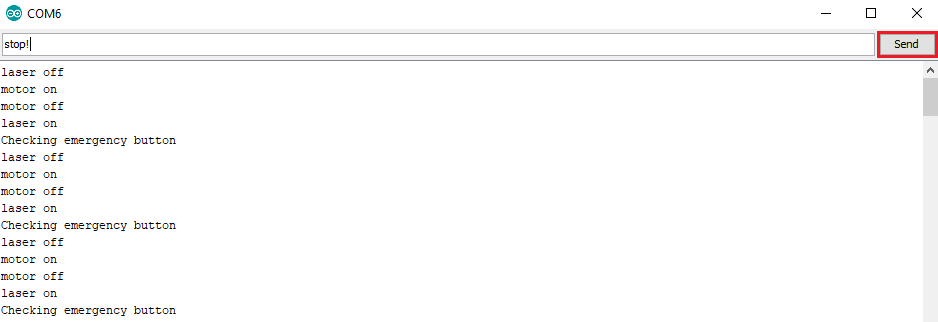 COM6
stop!
Send
laser off
motor on
motor off
laser on
Checking emergency button
laser off
motor on
motor off
laser on
Checking emergency button
laser off
motor on
motor off
laser on
Checking emergency button